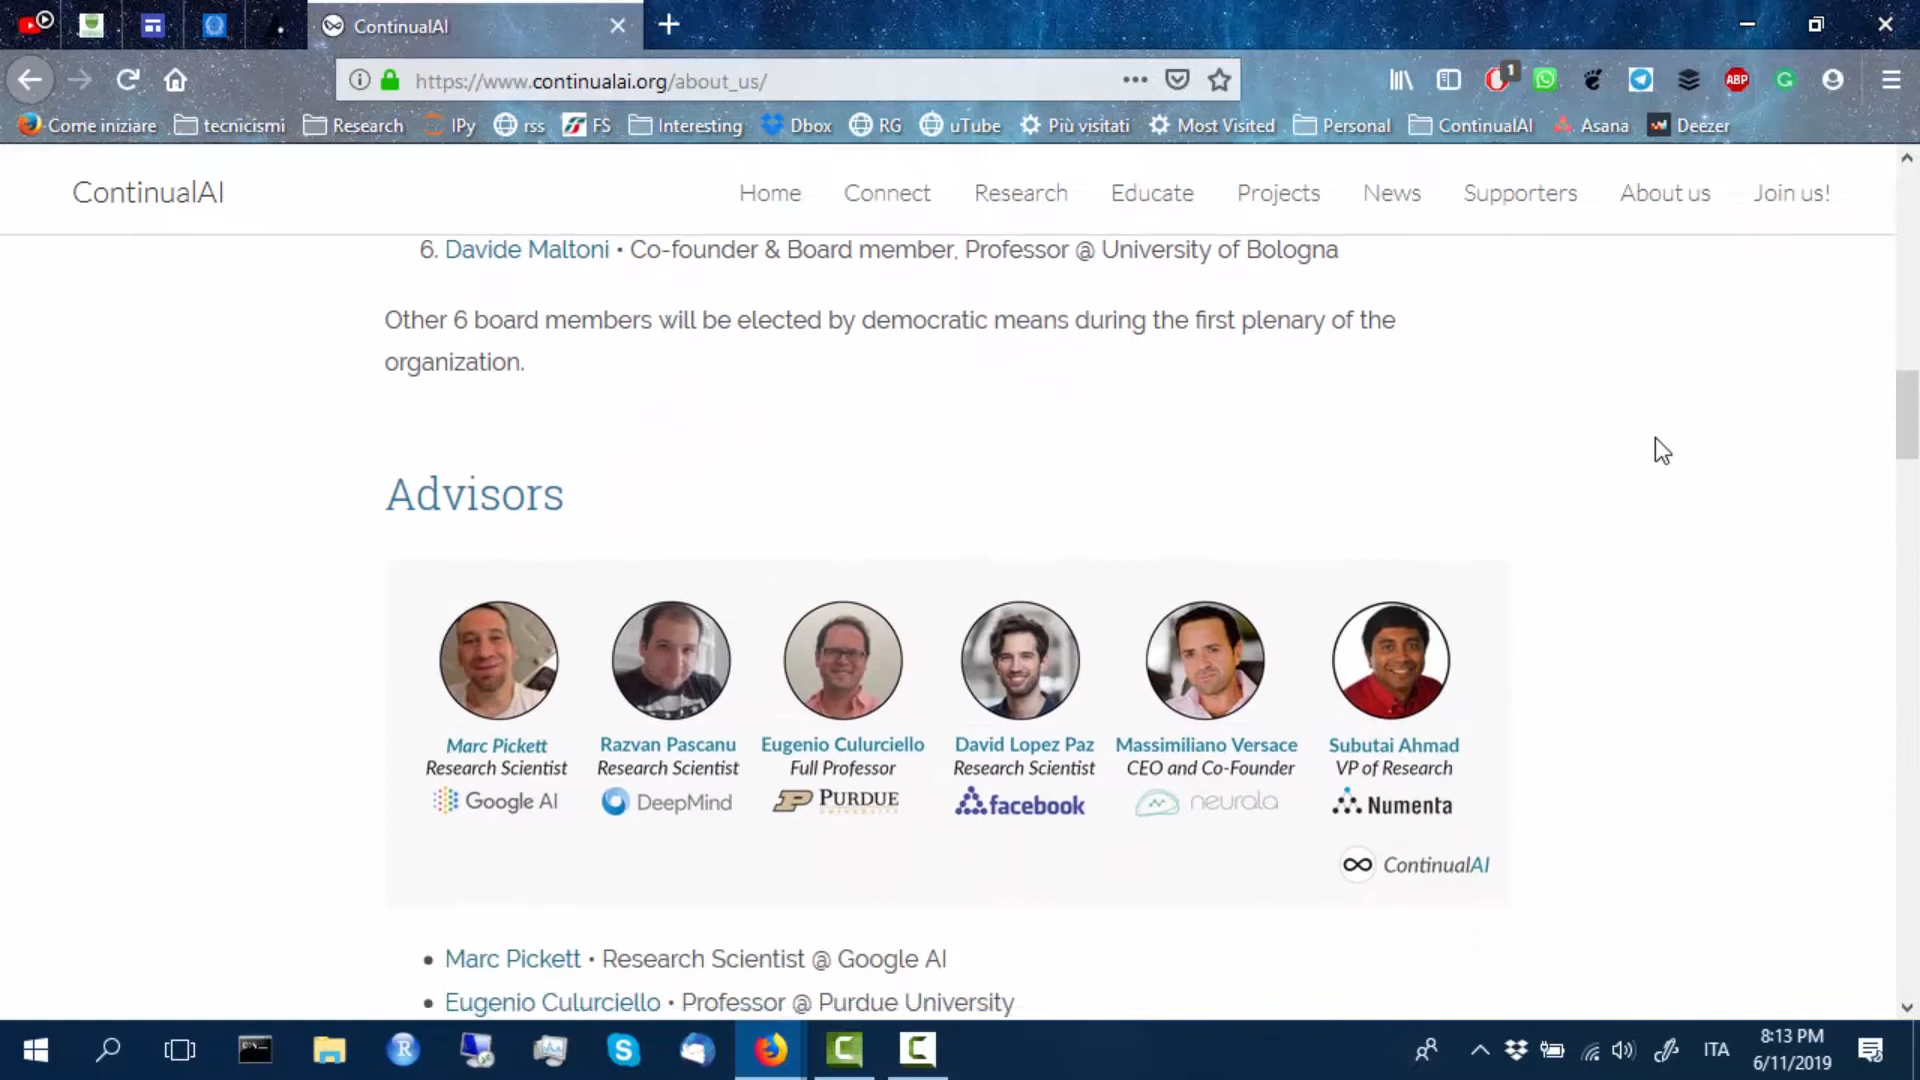 ContinualAI
https://www.continualai.org/about_us/
1
ABP
Come iniziare tecnicismi Research IPy rss FS Interesting Dbox RG uTube Più visitati Most Visited Personal ContinualAI Asana Deezer
ContinualAI Home Connect Research Educate Projects News Supporters About us Join us!
6. Davide Maltoni • Co-founder & Board member, Professor @ University of Bologna
Other 6 board members will be elected by democratic means during the first plenary of the
organization.
Advisors
Marc Pickett Razvan Pascanu Eugenio Culurciello David Lopez Paz Massimiliano Versace Subutai Ahmad
Research Scientist Research Scientist Full Professor Research Scientist CEO and Co-Founder VP of Research
Google AI DeepMind PURDUE facebook neurala Numenta
ContinualAI
• Marc Pickett • Research Scientist @ Google AI
• Eugenio Culurciello • Professor @ Purdue University
ITA
8:13 PM
6/11/2019